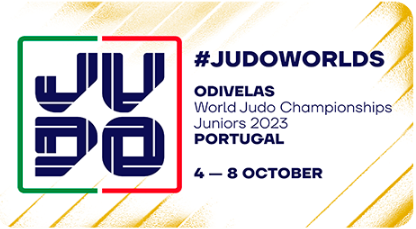 JU
DO
#JUDOWORLDS
ODIVELAS
World Judo Championships
Juniors 2023
PORTUGAL
4 — 8 OCTOBER